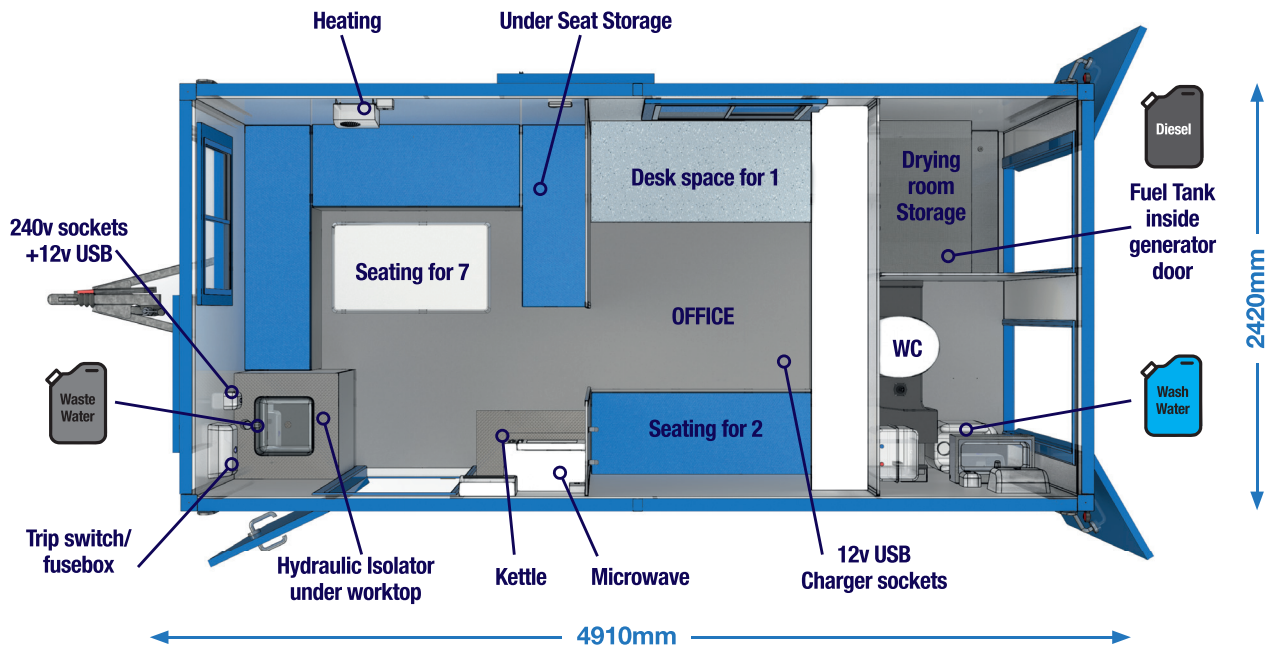 Heating
Under Seat Storage
Diesel
Desk space for 1
Drying
room
Storage
Fuel Tank
inside
generator
door
240v sockets
+12v USB
Seating for 7
OFFICE
WC
2420mm
Waste
Water
Wash
Water
Seating for 2
Trip switch/
fusebox
Hydraulic Isolator
under worktop
Kettle
Microwave
12v USB
Charger sockets
4910mm